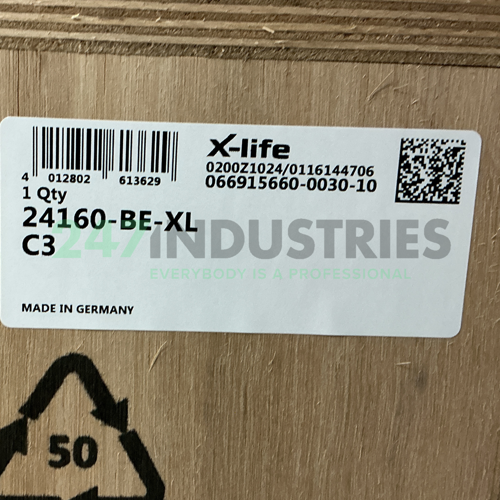 4 012802 613629
X-life
0200Z1024/0116144706
066915660-0030-10
1 Qty
24160-BE-XL
C3
247INDUSTRIES
EVERYBODY IS A PROFESSIONAL
MADE IN GERMANY
50